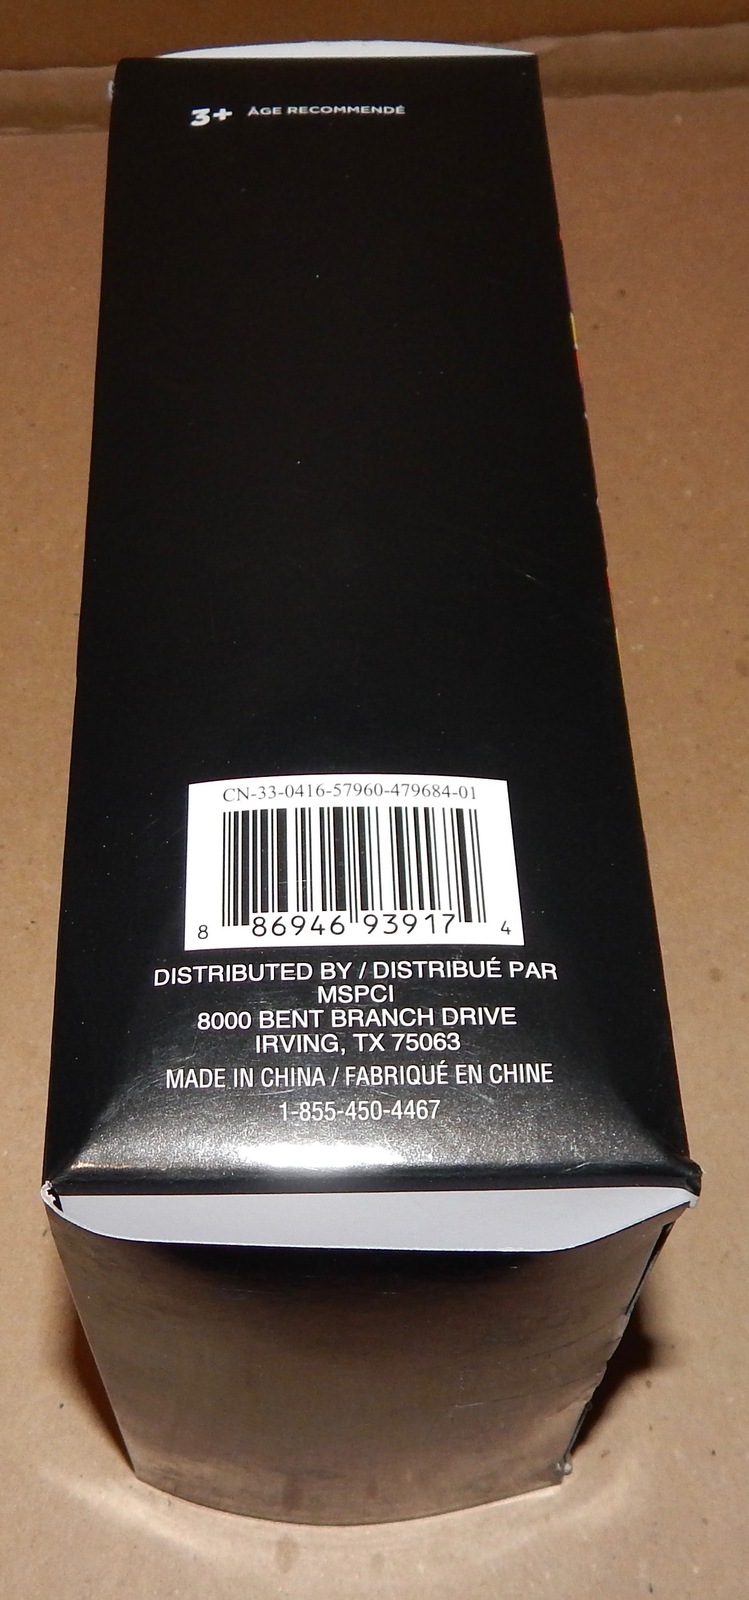 3+ ÂGE RECOMMENDÉ
CN-33-0416-57960-479684-01
8 86946 93917 4
DISTRIBUTED BY / DISTRIBUÉ PAR
MSPCI
8000 BENT BRANCH DRIVE
IRVING, TX 75063
MADE IN CHINA / FABRIQUÉ EN CHINE
1-855-450-4467